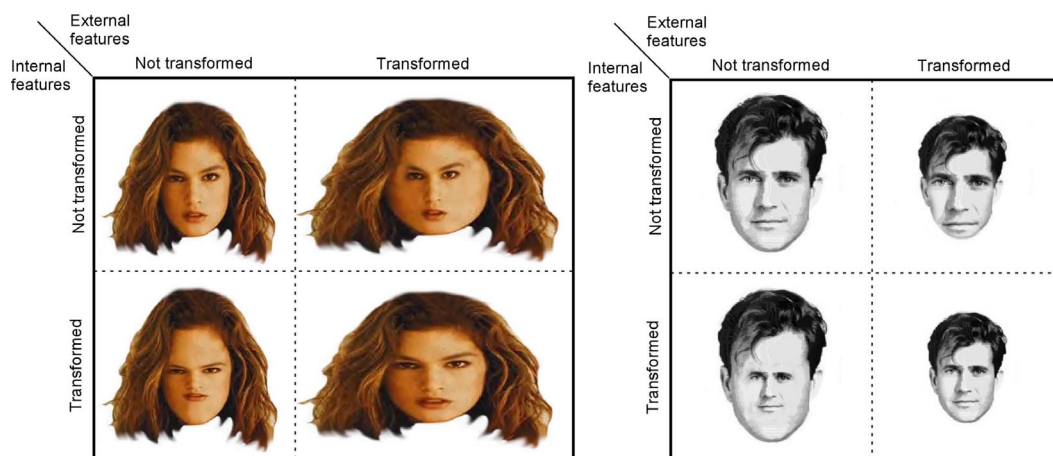 External
features
Internal
features
Not transformed
Transformed
Not transformed
Transformed
External
features
Internal
features
Not transformed
Transformed
Not transformed
Transformed